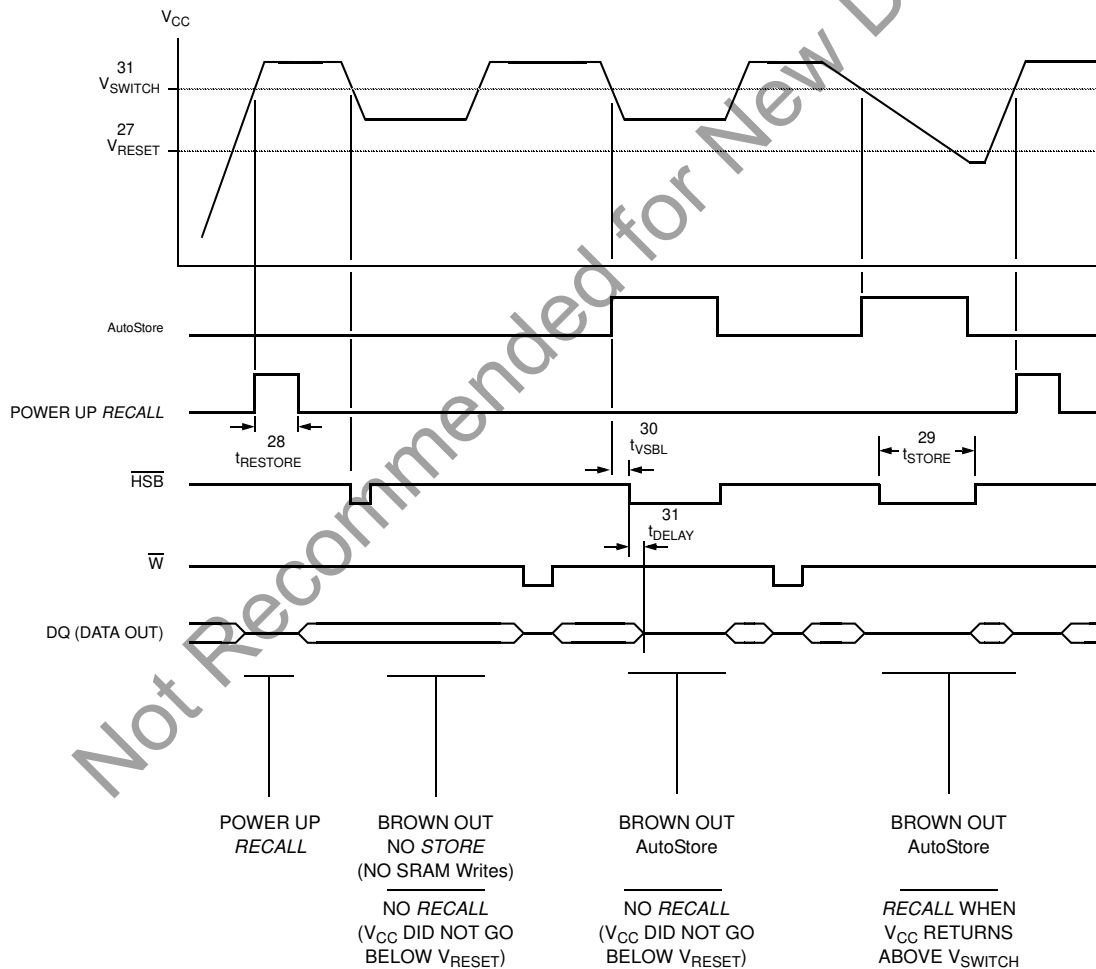 Not Recommended for New D
VCC
31
VSWITCH
27
VRESET
AutoStore
POWER UP RECALL
28
tRESTORE
30
tVSBL
29
tSTORE
HSB
31
tDELAY
W
DQ (DATA OUT)
POWER UP
RECALL
BROWN OUT
NO STORE
(NO SRAM Writes)
NO RECALL
(VCC DID NOT GO
BELOW VRESET)
BROWN OUT
AutoStore
NO RECALL
(VCC DID NOT GO
BELOW VRESET)
BROWN OUT
AutoStore
RECALL WHEN
VCC RETURNS
ABOVE VSWITCH